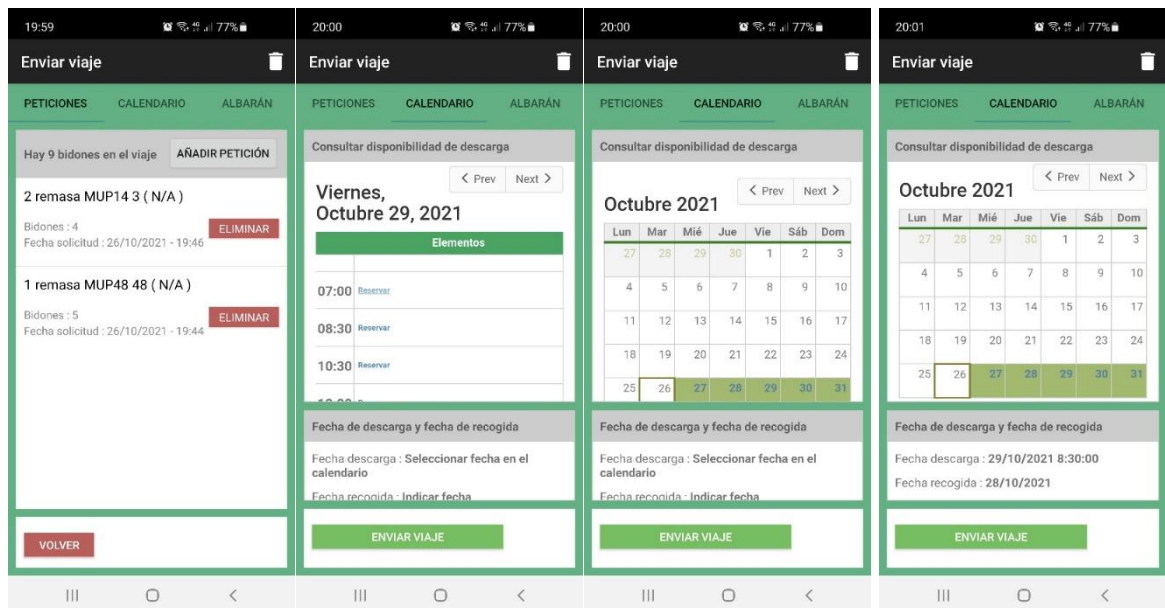 19:59 4G 77%
Enviar viaje
PETICIONES CALENDARIO ALBARÁN
Hay 9 bidones en el viaje AÑADIR PETICIÓN
2 remasa MUP14 3 ( N/A )
Bidones : 4
Fecha solicitud : 26/10/2021 - 19:46 ELIMINAR
1 remasa MUP48 48 ( N/A )
Bidones : 5
Fecha solicitud : 26/10/2021 - 19:44 ELIMINAR
VOLVER
20:00 4G 77%
Enviar viaje
PETICIONES CALENDARIO ALBARÁN
Consultar disponibilidad de descarga
< Prev Next >
Viernes,
Octubre 29, 2021
Elementos
07:00 Reservar
08:30 Reservar
10:30 Reservar
Fecha de descarga y fecha de recogida
Fecha descarga : Seleccionar fecha en el
calendario
Fecha recogida : Indicar fecha
ENVIAR VIAJE
20:00 4G 77%
Enviar viaje
PETICIONES CALENDARIO ALBARÁN
Consultar disponibilidad de descarga
Octubre 2021 < Prev Next >
Lun Mar Mié Jue Vie Sáb Dom
27 28 29 30 1 2 3
4 5 6 7 8 9 10
11 12 13 14 15 16 17
18 19 20 21 22 23 24
25 26 27 28 29 30 31
Fecha de descarga y fecha de recogida
Fecha descarga : Seleccionar fecha en el
calendario
Fecha recogida : Indicar fecha
ENVIAR VIAJE
20:01 4G 77%
Enviar viaje
PETICIONES CALENDARIO ALBARÁN
Consultar disponibilidad de descarga
Octubre 2021 < Prev Next >
Lun Mar Mié Jue Vie Sáb Dom
27 28 29 30 1 2 3
4 5 6 7 8 9 10
11 12 13 14 15 16 17
18 19 20 21 22 23 24
25 26 27 28 29 30 31
Fecha de descarga y fecha de recogida
Fecha descarga : 29/10/2021 8:30:00
Fecha recogida : 28/10/2021
ENVIAR VIAJE